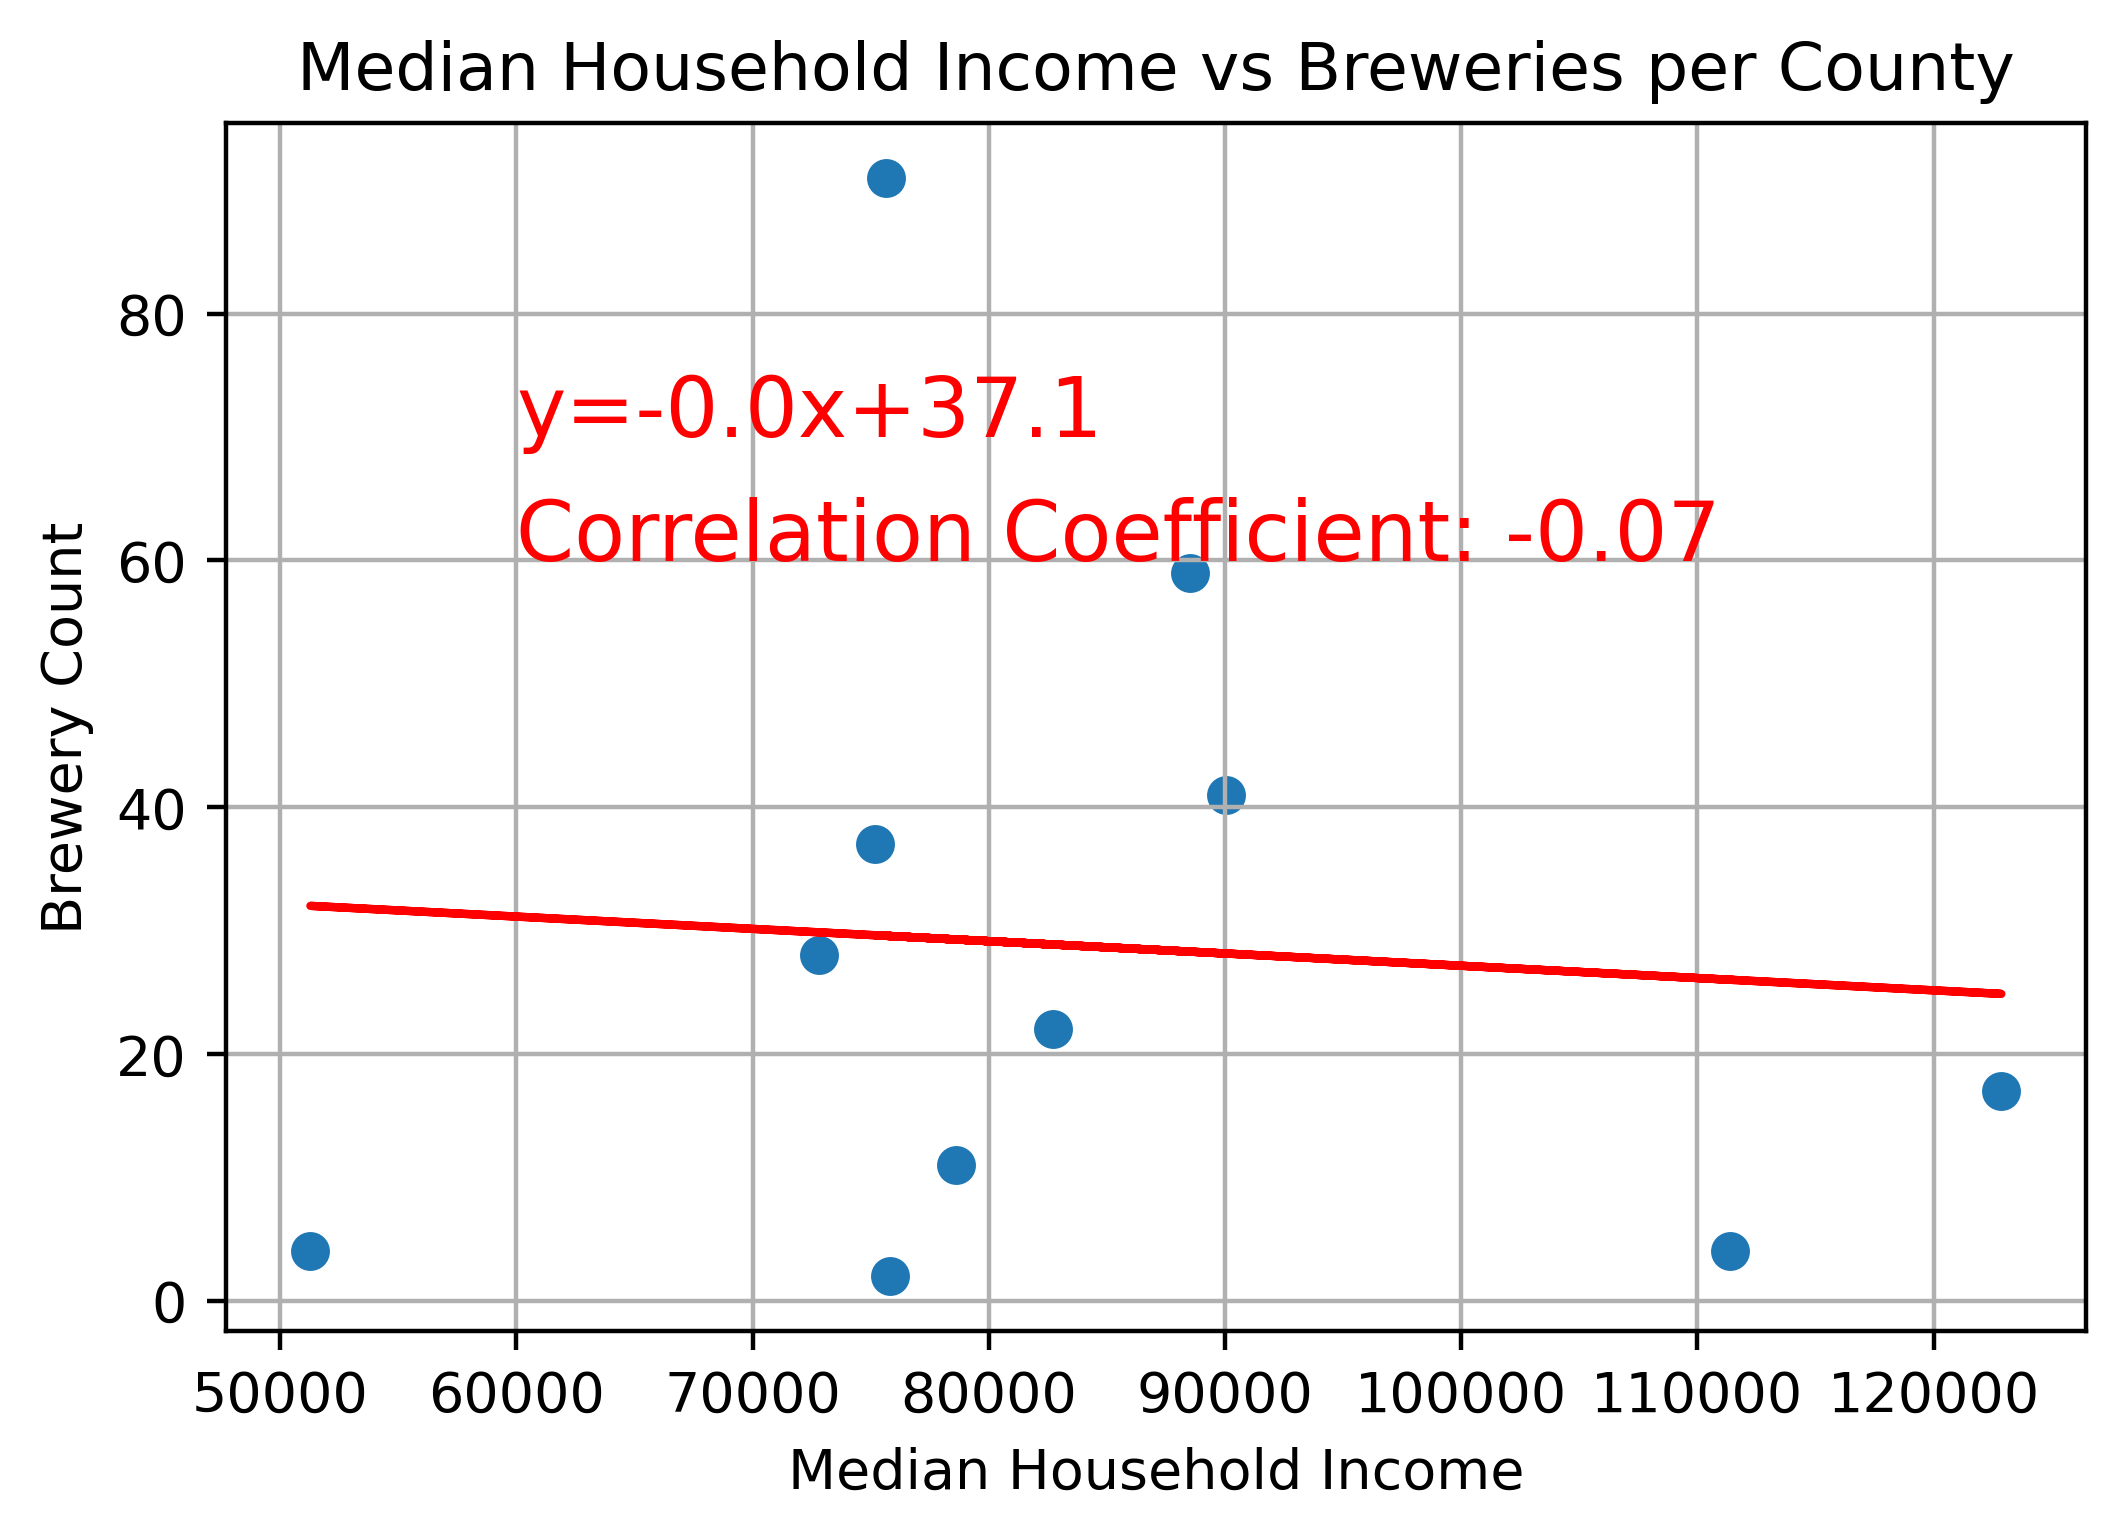 Median Household Income vs Breweries per County
80
60
40
20
0
Brewery Count
y=-0.0x+37.1
Correlation Coefficient: -0.07
50000 60000 70000 80000 90000 100000 110000 120000
Median Household Income